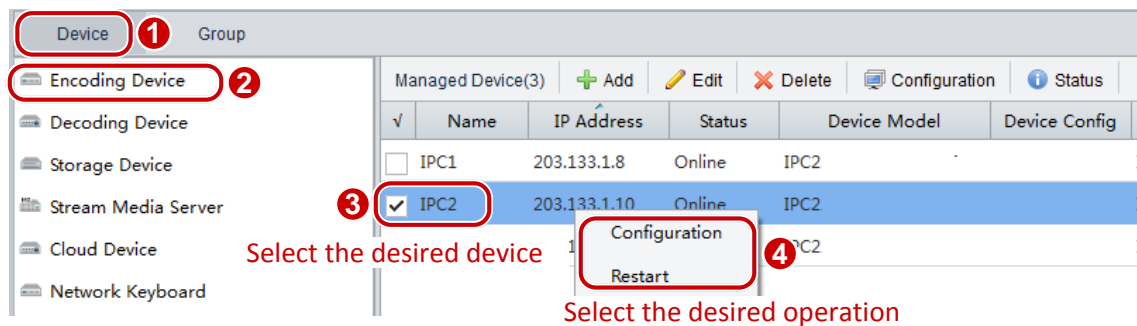 Device 1 Group
Encoding Device 2 Managed Device(3) Add Edit Delete Configuration Status
Decoding Device √ Name IP Address Status Device Model Device Config
Storage Device IPC1 203.133.1.8 Online IPC2
Stream Media Server 3 IPC2 203.133.1.10 Online IPC2
Configuration
Cloud Device Select the desired device 4
Restart
Network Keyboard
Select the desired operation